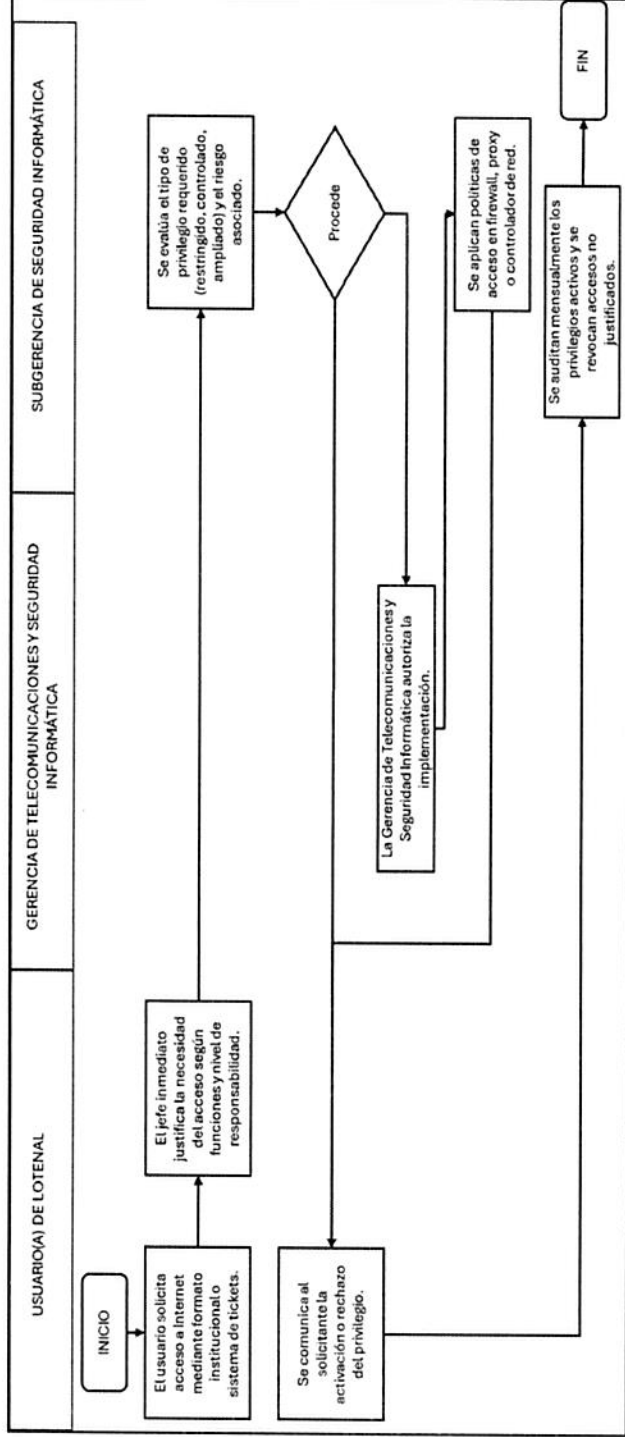 USUARIO(A) DE LOTENAL
GERENCIA DE TELECOMUNICACIONES Y SEGURIDAD
INFORMÁTICA
SUBGERENCIA DE SEGURIDAD INFORMÁTICA
INICIO
El usuario solicita
acceso a Internet
mediante formato
institucional o
sistema de tickets.
El jefe inmediato
justifica la necesidad
del acceso según
funciones y nivel de
responsabilidad.
Se evalúa el tipo de
privilegio requerido
(restringido, controlado,
ampliado) y el riesgo
asociado.
Procede
La Gerencia de Telecomunicaciones y
Seguridad Informática autoriza la
implementación.
Se aplican políticas de
acceso en firewall, proxy
o controlador de red.
Se comunica al
solicitante la
activación o rechazo
del privilegio.
Se auditan mensualmente los
privilegios activos y se
revocan accesos no
justificados.
FIN